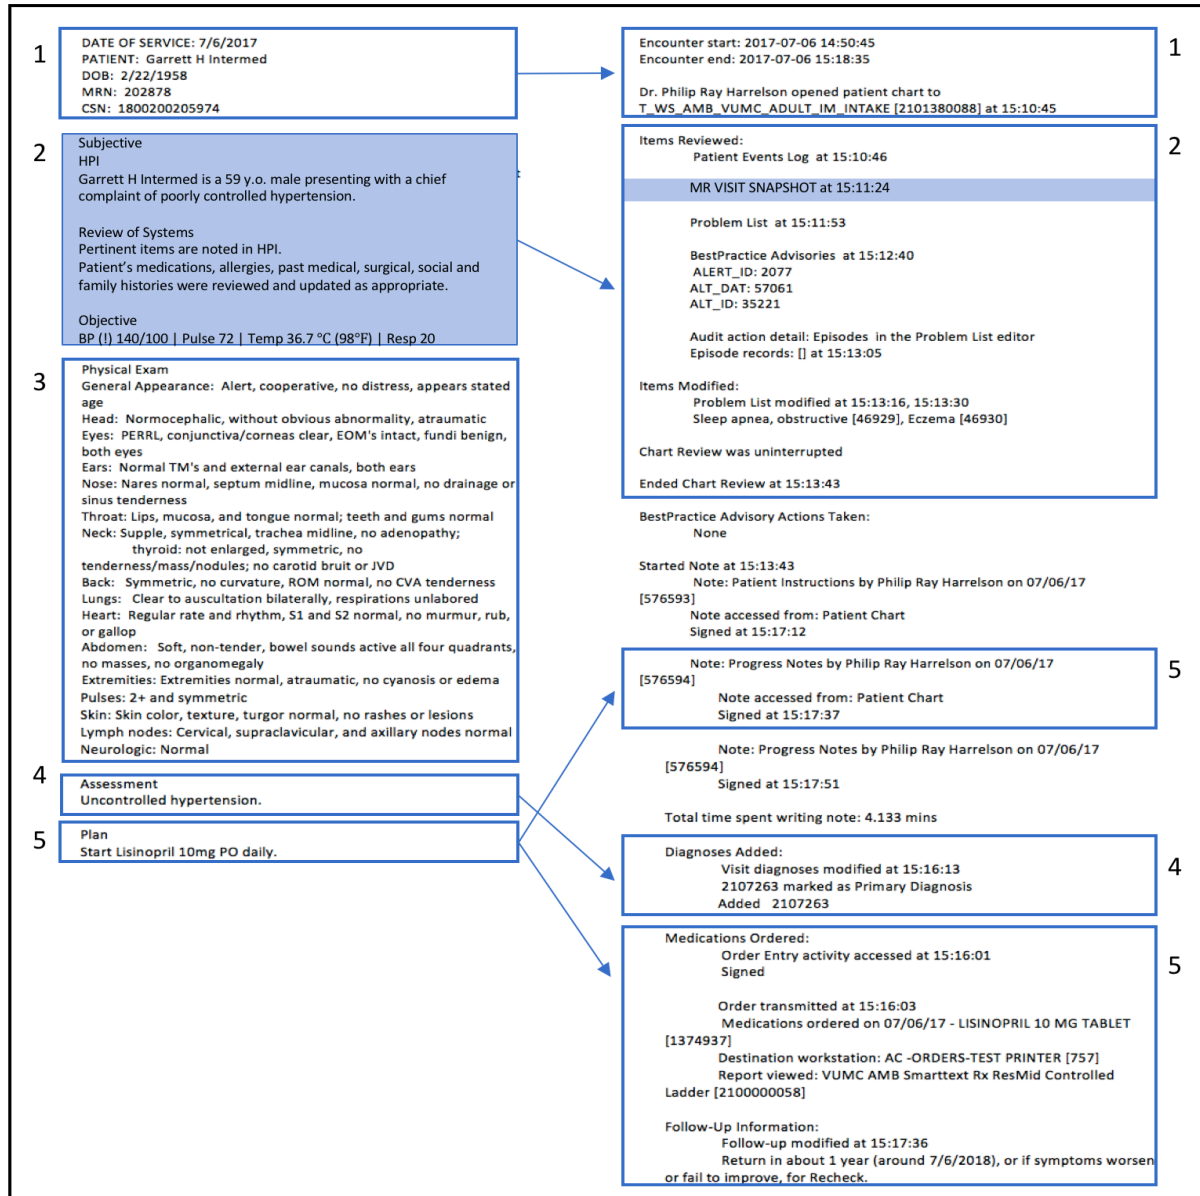 1
DATE OF SERVICE: 7/6/2017
PATIENT: Garrett H Intermed
DOB: 2/22/1958
MRN: 202878
CSN: 1800200205974
2
Subjective
HPI
Garrett H Intermed is a 59 y.o. male presenting with a chief
complaint of poorly controlled hypertension.
Review of Systems
Pertinent items are noted in HPI.
Patient's medications, allergies, past medical, surgical, social and
family histories were reviewed and updated as appropriate.
Objective
BP (!) 140/100 | Pulse 72 | Temp 36.7 °C (98°F) | Resp 20
3
Physical Exam
General Appearance: Alert, cooperative, no distress, appears stated
age
Head: Normocephalic, without obvious abnormality, atraumatic
Eyes: PERRL, conjunctiva/corneas clear, EOM's intact, fundi benign,
both eyes
Ears: Normal TM's and external ear canals, both ears
Nose: Nares normal, septum midline, mucosa normal, no drainage or
sinus tenderness
Throat: Lips, mucosa, and tongue normal; teeth and gums normal
Neck: Supple, symmetrical, trachea midline, no adenopathy;
thyroid: not enlarged, symmetric, no
tenderness/mass/nodules; no carotid bruit or JVD
Back: Symmetric, no curvature, ROM normal, no CVA tenderness
Lungs: Clear to auscultation bilaterally, respirations unlabored
Heart: Regular rate and rhythm, S1 and S2 normal, no murmur, rub,
or gallop
Abdomen: Soft, non-tender, bowel sounds active all four quadrants,
no masses, no organomegaly
Extremities: Extremities normal, atraumatic, no cyanosis or edema
Pulses: 2+ and symmetric
Skin: Skin color, texture, turgor normal, no rashes or lesions
Lymph nodes: Cervical, supraclavicular, and axillary nodes normal
Neurologic: Normal
4
Assessment
Uncontrolled hypertension.
5
Plan
Start Lisinopril 10mg PO daily.
1
Encounter start: 2017-07-06 14:50:45
Encounter end: 2017-07-06 15:18:35
Dr. Philip Ray Harrelson opened patient chart to
T_WS_AMB_VUMC_ADULT_IM_INTAKE [2101380088] at 15:10:45
2
Items Reviewed:
Patient Events Log at 15:10:46
MR VISIT SNAPSHOT at 15:11:24
Problem List at 15:11:53
BestPractice Advisories at 15:12:40
ALERT_ID: 2077
ALT_DAT: 57061
ALT_ID: 35221
Audit action detail: Episodes in the Problem List editor
Episode records: [] at 15:13:05
Items Modified:
Problem List modified at 15:13:16, 15:13:30
Sleep apnea, obstructive [46929], Eczema [46930]
Chart Review was uninterrupted
Ended Chart Review at 15:13:43
BestPractice Advisory Actions Taken:
None
Started Note at 15:13:43
Note: Patient Instructions by Philip Ray Harrelson on 07/06/17
[576593]
Note accessed from: Patient Chart
Signed at 15:17:12
5
Note: Progress Notes by Philip Ray Harrelson on 07/06/17
[576594]
Note accessed from: Patient Chart
Signed at 15:17:37
Note: Progress Notes by Philip Ray Harrelson on 07/06/17
[576594]
Signed at 15:17:51
Total time spent writing note: 4.133 mins
4
Diagnoses Added:
Visit diagnoses modified at 15:16:13
2107263 marked as Primary Diagnosis
Added 2107263
5
Medications Ordered:
Order Entry activity accessed at 15:16:01
Signed
Order transmitted at 15:16:03
Medications ordered on 07/06/17 - LISINOPRIL 10 MG TABLET
[1374937]
Destination workstation: AC -ORDERS-TEST PRINTER [757]
Report viewed: VUMC AMB Smarttext Rx ResMid Controlled
Ladder [2100000058]
Follow-Up Information:
Follow-up modified at 15:17:36
Return in about 1 year (around 7/6/2018), or if symptoms worsen
or fail to improve, for Recheck.